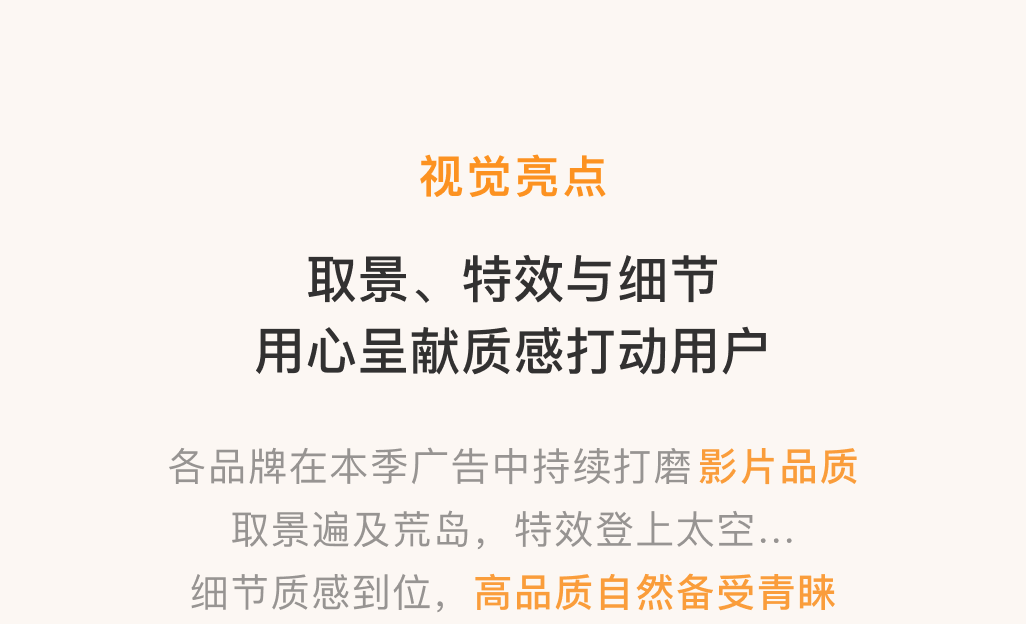 视觉亮点
取景、特效与细节
用心呈献质感打动用户
各品牌在本季广告中持续打磨影片品质
取景遍及荒岛，特效登上太空...
细节质感到位，高品质自然备受青睐